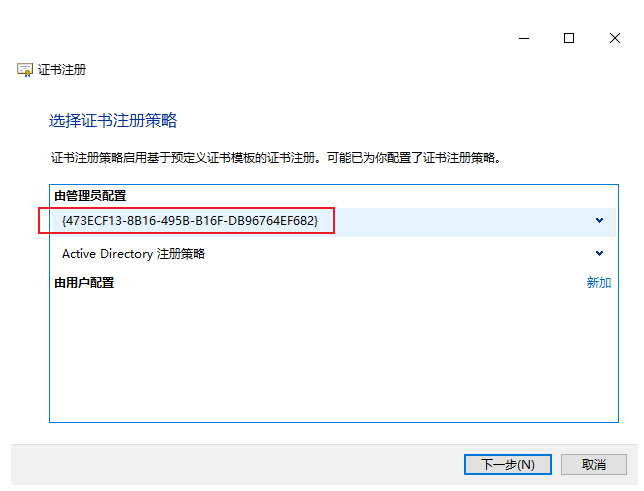 证书注册
选择证书注册策略
证书注册策略启用基于预定义证书模板的证书注册。可能已为你配置了证书注册策略。
由管理员配置
{473ECF13-8B16-495B-B16F-DB96764EF682}
Active Directory 注册策略
由用户配置 新加
下一步(N) 取消